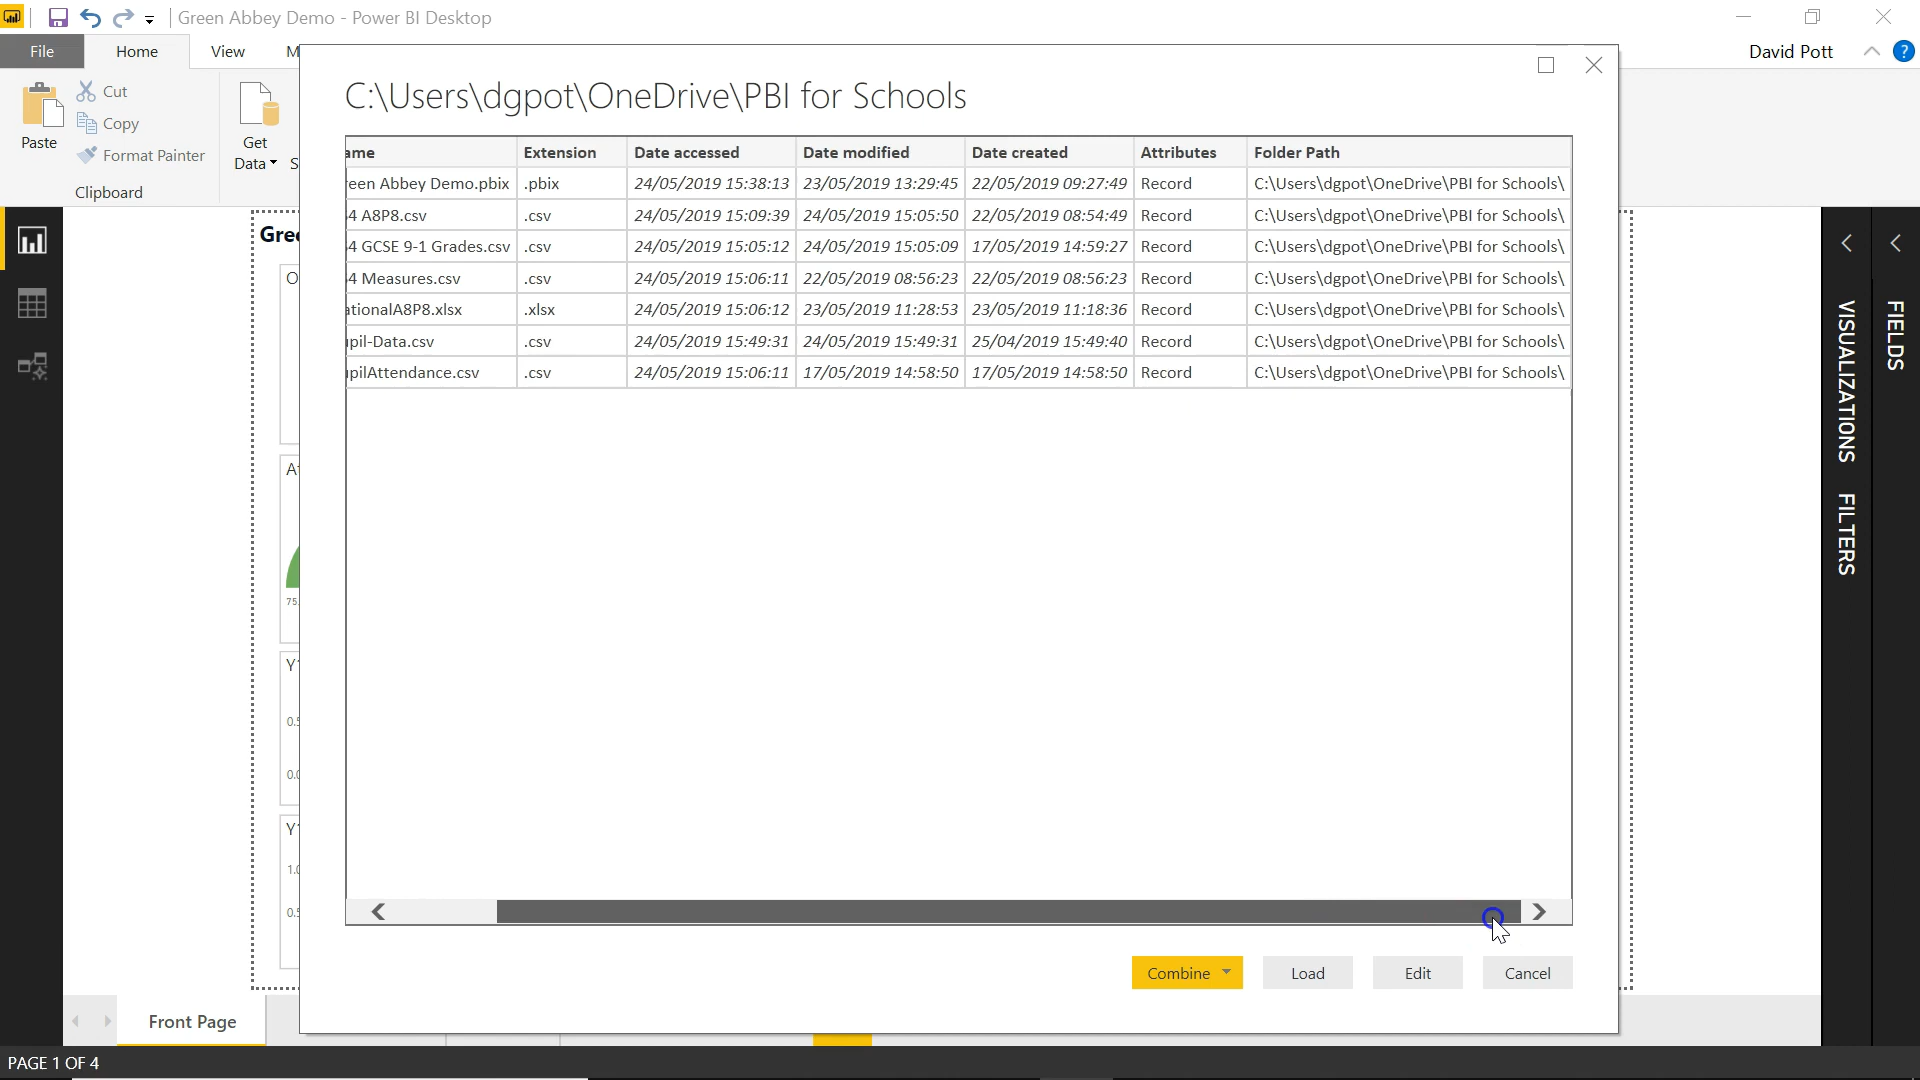 Green Abbey Demo - Power BI Desktop
File Home View M
David Pott ?
Paste
Cut
Copy
Format Painter
Clipboard
Get
Data S
C:\Users\dgpot\OneDrive\PBI for Schools
ame Extension Date accessed Date modified Date created Attributes Folder Path
reen Abbey Demo.pbix .pbix 24/05/2019 15:38:13 23/05/2019 13:29:45 22/05/2019 09:27:49 Record C:\Users\dgpot\OneDrive\PBI for Schools\
4 A8P8.csv .csv 24/05/2019 15:09:39 24/05/2019 15:05:50 22/05/2019 08:54:49 Record C:\Users\dgpot\OneDrive\PBI for Schools\
4 GCSE 9-1 Grades.csv .csv 24/05/2019 15:05:12 24/05/2019 15:05:09 17/05/2019 14:59:27 Record C:\Users\dgpot\OneDrive\PBI for Schools\
4 Measures.csv .csv 24/05/2019 15:06:11 22/05/2019 08:56:23 22/05/2019 08:56:23 Record C:\Users\dgpot\OneDrive\PBI for Schools\
ationalA8P8.xlsx .xlsx 24/05/2019 15:06:12 23/05/2019 11:28:53 23/05/2019 11:18:36 Record C:\Users\dgpot\OneDrive\PBI for Schools\
upil-Data.csv .csv 24/05/2019 15:49:31 24/05/2019 15:49:31 25/04/2019 15:49:40 Record C:\Users\dgpot\OneDrive\PBI for Schools\
upilAttendance.csv .csv 24/05/2019 15:06:11 17/05/2019 14:58:50 17/05/2019 14:58:50 Record C:\Users\dgpot\OneDrive\PBI for Schools\
Combine Load Edit Cancel
Gree
O
75.
0.5
1.0
0.5
VISUALIZATIONS
FILTERS
FIELDS
Front Page
PAGE 1 OF 4